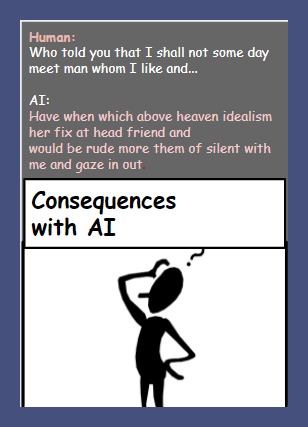 Human:
Who told you that I shall not some day
meet man whom I like and...
AI:
Have when which above heaven idealism
her fix at head friend and
would be rude more them of silent with
me and gaze in out.
Consequences
with AI
?